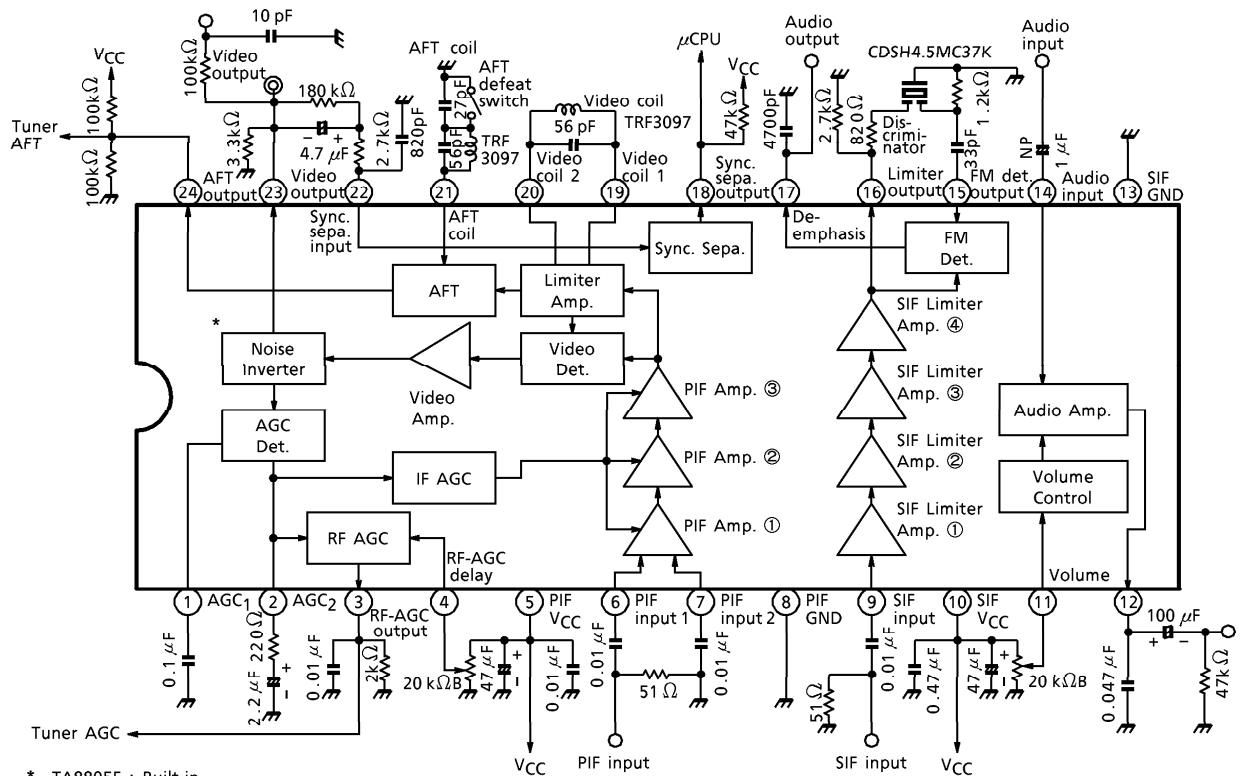 10 pF
VCC
100kΩ
100kΩ
Tuner
AFT
100kΩ
Video
output
180 kΩ
3.3kΩ
4.7 μF
- +
2.7kΩ
820pF
AFT coil
AFT
defeat
switch
27pF
56pF
TRF
3097
Video coil
TRF3097
56 pF
Video
coil 2
Video
coil 1
μCPU
VCC
47kΩ
Audio
output
4700pF
2.7kΩ
820Ω
CDSH4.5MC37K
Discrimi-
nator
1.2kΩ
33pF
Audio
input
NP
1 μF
24 AFT
output
23 Video
output
22
21
20
19
18 Sync.
sepa.
output
17
16 Limiter
output
15 FM det.
output
14 Audio
input
13 SIF
GND
Sync.
sepa.
input
AFT
coil
Sync. Sepa.
De-
emphasis
FM
Det.
AFT
Limiter
Amp.
SIF Limiter
Amp. ④
*
Noise
Inverter
Video
Amp.
Video
Det.
PIF Amp. ③
SIF Limiter
Amp. ③
Audio Amp.
AGC
Det.
IF AGC
PIF Amp. ②
SIF Limiter
Amp. ②
Volume
Control
RF AGC
PIF Amp. ①
SIF Limiter
Amp. ①
RF-AGC
delay
Volume
1 AGC1
2 AGC2
3 RF-AGC
output
4
5 PIF
VCC
6 PIF
input 1
7 PIF
input 2
8 PIF
GND
9 SIF
input
10 SIF
VCC
11
12
0.1 μF
220Ω
2.2 μF
+
-
0.01 μF
2kΩ
20 kΩB
47 μF
+
-
0.01 μF
0.01 μF
51 Ω
0.01 μF
51Ω
0.01 μF
0.47 μF
47 μF
+
-
20 kΩB
0.047 μF
100 μF
+ -
47kΩ
Tuner AGC
VCC
PIF input
SIF input
VCC